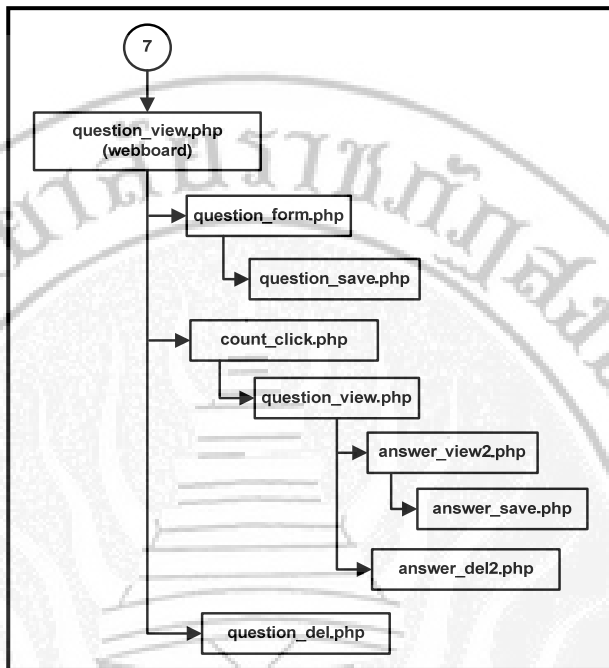 7
question_view.php
(webboard)
question_form.php
question_save.php
count_click.php
question_view.php
answer_view2.php
answer_save.php
answer_del2.php
question_del.php